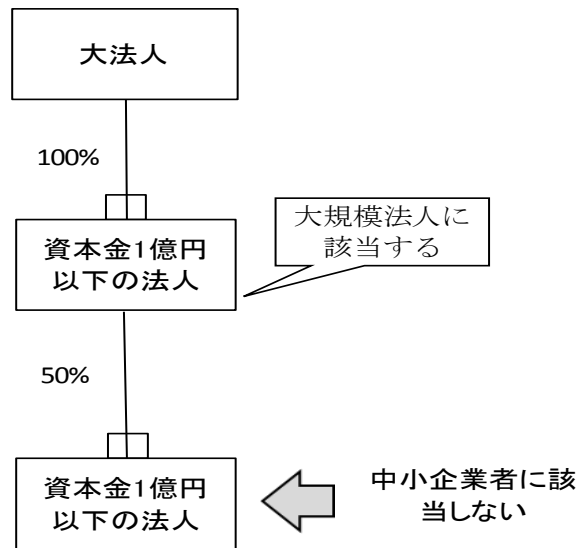 大法人
100%
大規模法人に
該当する
資本金1億円
以下の法人
50%
資本金1億円
以下の法人
中小企業者に該
当しない